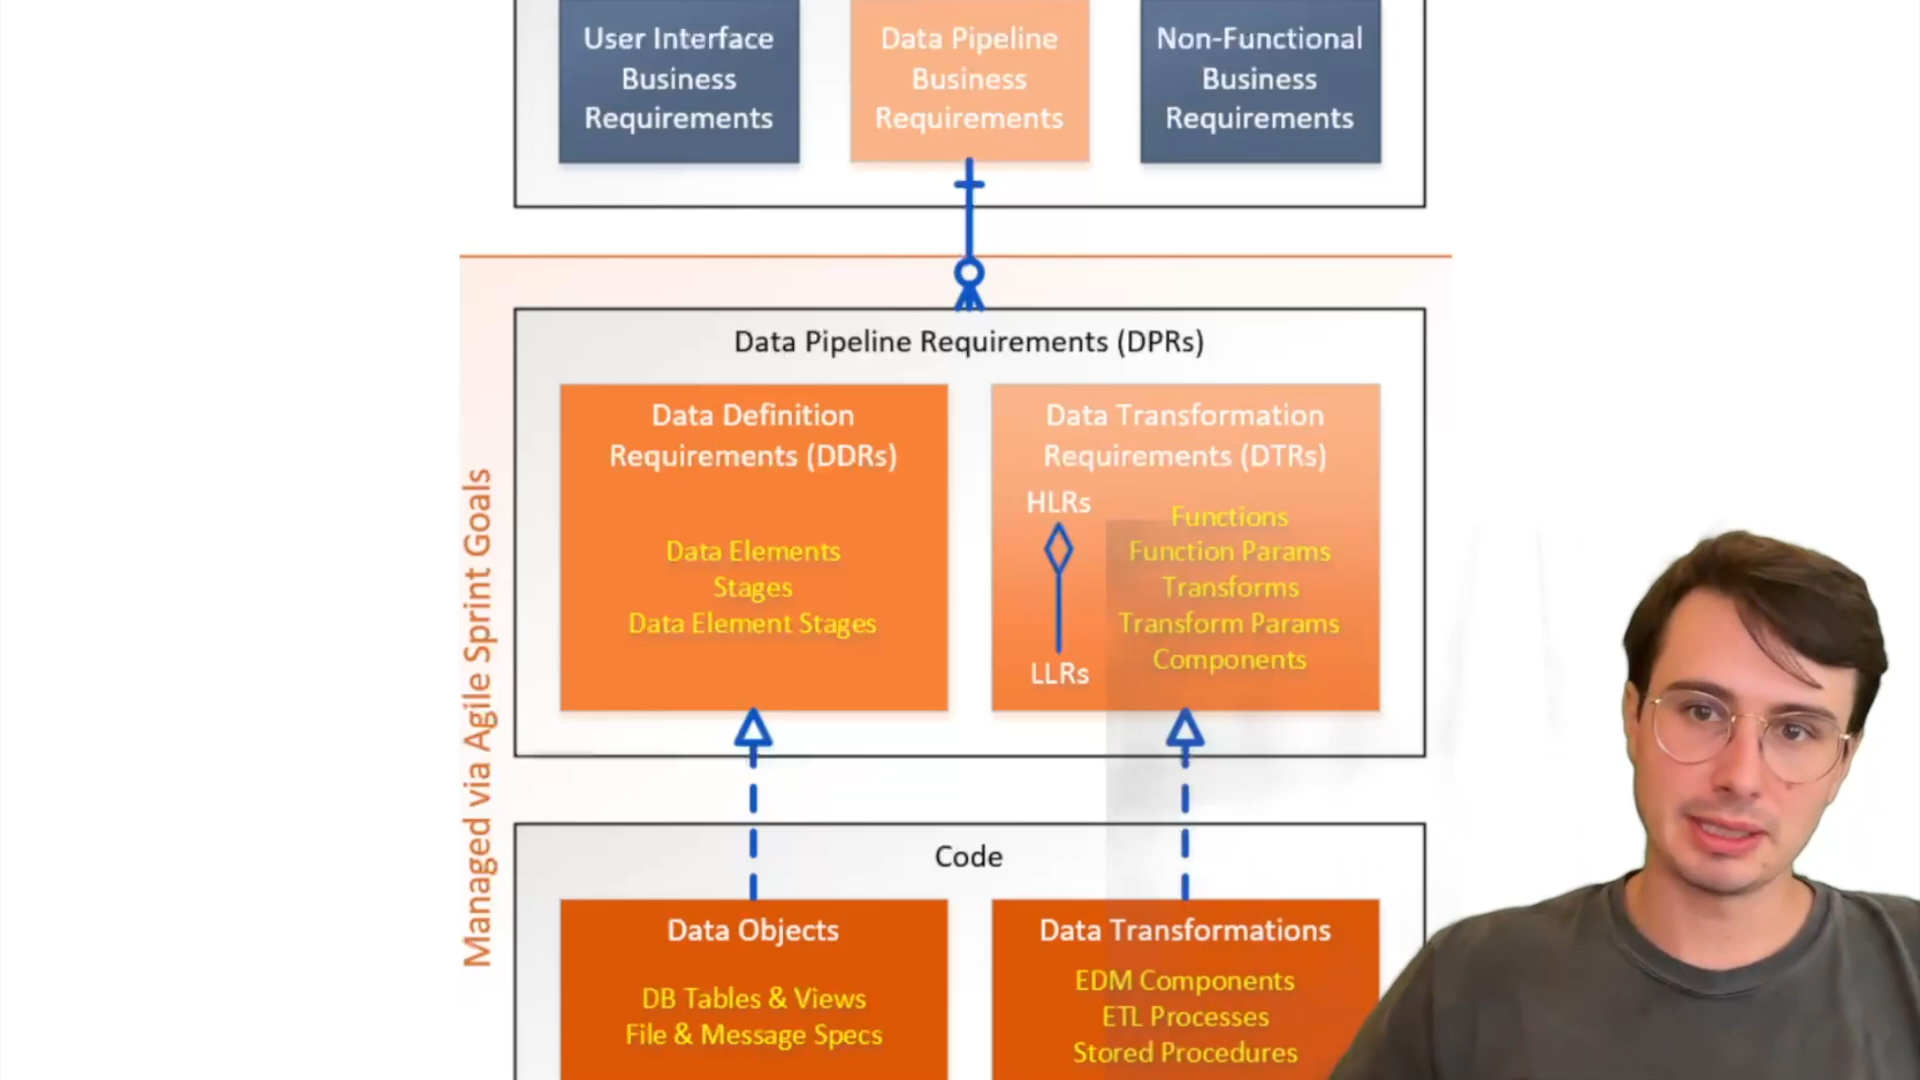 User Interface
Business
Requirements
Data Pipeline
Business
Requirements
Non-Functional
Business
Requirements
Managed via Agile Sprint Goals
Data Pipeline Requirements (DPRs)
Data Definition
Requirements (DDRs)
Data Elements
Stages
Data Element Stages
Data Transformation
Requirements (DTRs)
HLRs
LLRs
Functions
Function Params
Transforms
Transform Params
Components
Code
Data Objects
DB Tables & Views
File & Message Specs
Data Transformations
EDM Components
ETL Processes
Stored Procedures